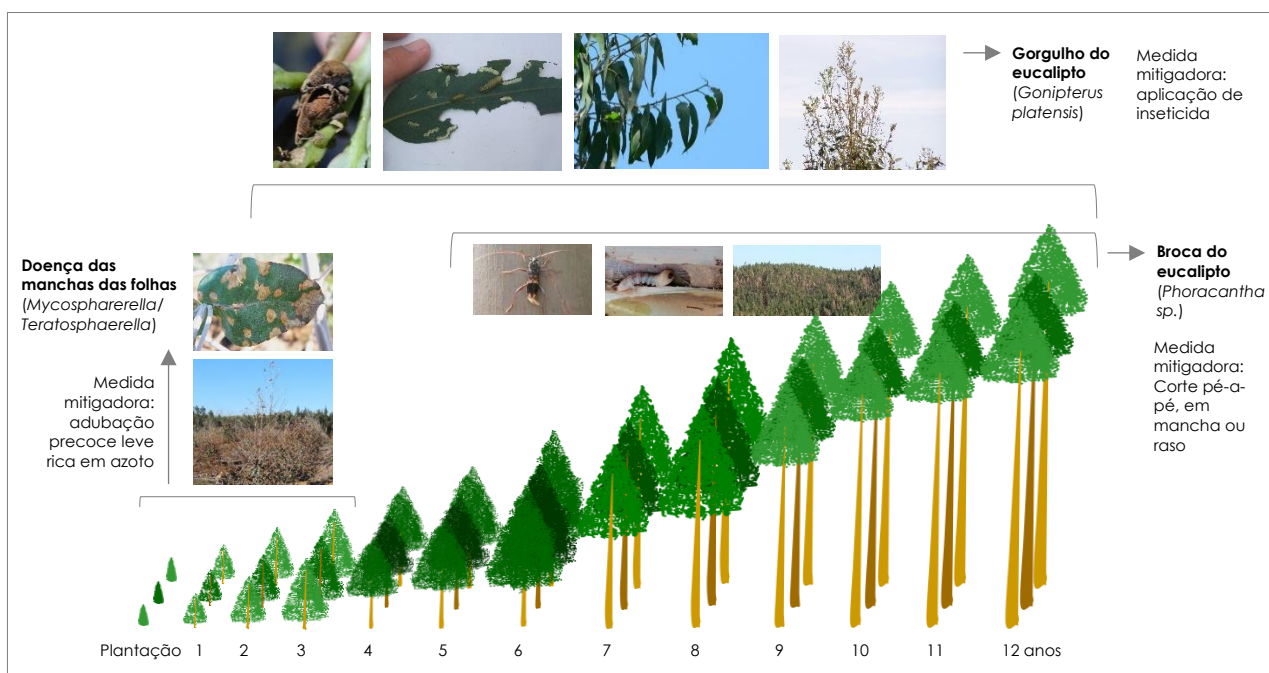 Gorgulho do
eucalipto
(Gonipterus
platensis)
Medida
mitigadora:
aplicação de
inseticida
Doença das
manchas das folhas
(Mycospharerella/
Teratosphaerella)
Medida
mitigadora:
adubação
precoce leve
rica em azoto
Broca do
eucalipto
(Phoracantha
sp.)
Medida
mitigadora:
Corte pé-a-
pé, em
mancha ou
raso
Plantação 1 2 3 4 5 6 7 8 9 10 11 12 anos